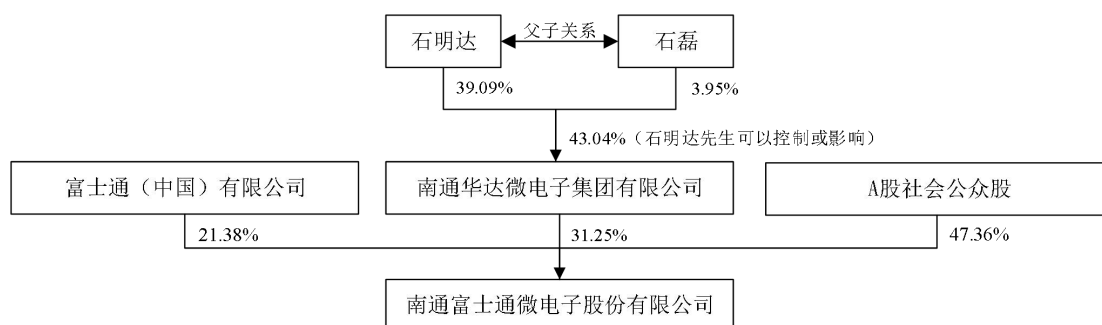 石明达
父子关系
石磊
39.09%
3.95%
43.04%（石明达先生可以控制或影响）
富士通（中国）有限公司
南通华达微电子集团有限公司
A股社会公众股
21.38%
31.25%
47.36%
南通富士通微电子股份有限公司